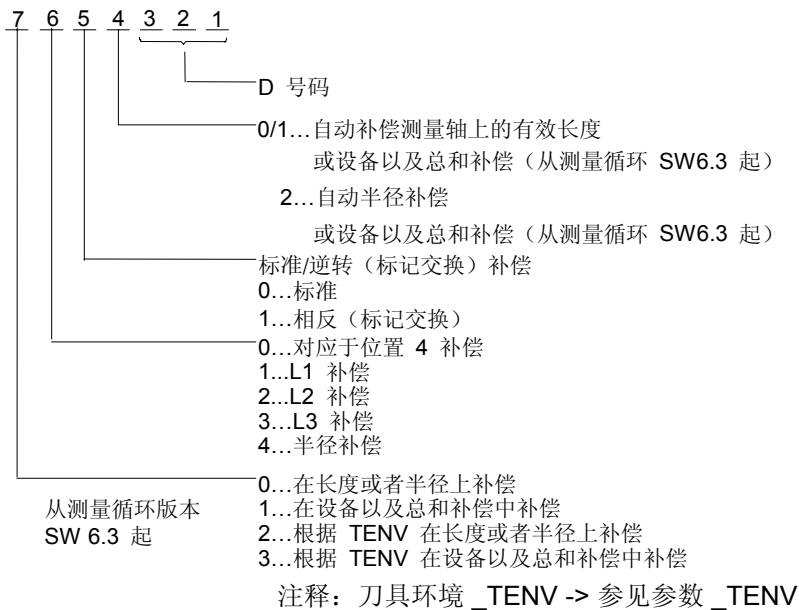 7 6 5 4 3 2 1
D 号码
0/1…自动补偿测量轴上的有效长度
或设备以及总和补偿（从测量循环 SW6.3 起）
2…自动半径补偿
或设备以及总和补偿（从测量循环 SW6.3 起）
标准/逆转（标记交换）补偿
0…标准
1…相反（标记交换）
0…对应于位置 4 补偿
1...L1 补偿
2...L2 补偿
3…L3 补偿
4…半径补偿
0…在长度或者半径上补偿
1…在设备以及总和补偿中补偿
2…根据 TENV 在长度或者半径上补偿
3…根据 TENV 在设备以及总和补偿中补偿
从测量循环版本
SW 6.3 起
注释：刀具环境 _TENV -> 参见参数 _TENV